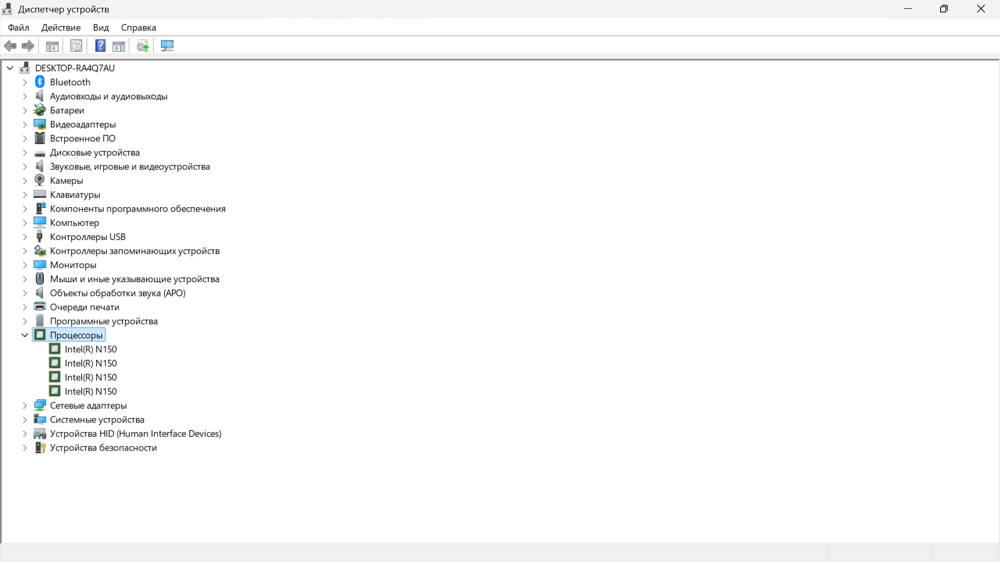 Диспетчер устройств
Файл Действие Вид Справка
DESKTOP-RA4Q7AU
Bluetooth
Аудиовходы и аудиовыходы
Батареи
Видеоадаптеры
Встроенное ПО
Дисковые устройства
Звуковые, игровые и видеоустройства
Камеры
Клавиатуры
Компоненты программного обеспечения
Компьютер
Контроллеры USB
Контроллеры запоминающих устройств
Мониторы
Мыши и иные указывающие устройства
Объекты обработки звука (APO)
Очереди печати
Программные устройства
Процессоры
Intel(R) N150
Intel(R) N150
Intel(R) N150
Intel(R) N150
Сетевые адаптеры
Системные устройства
Устройства HID (Human Interface Devices)
Устройства безопасности